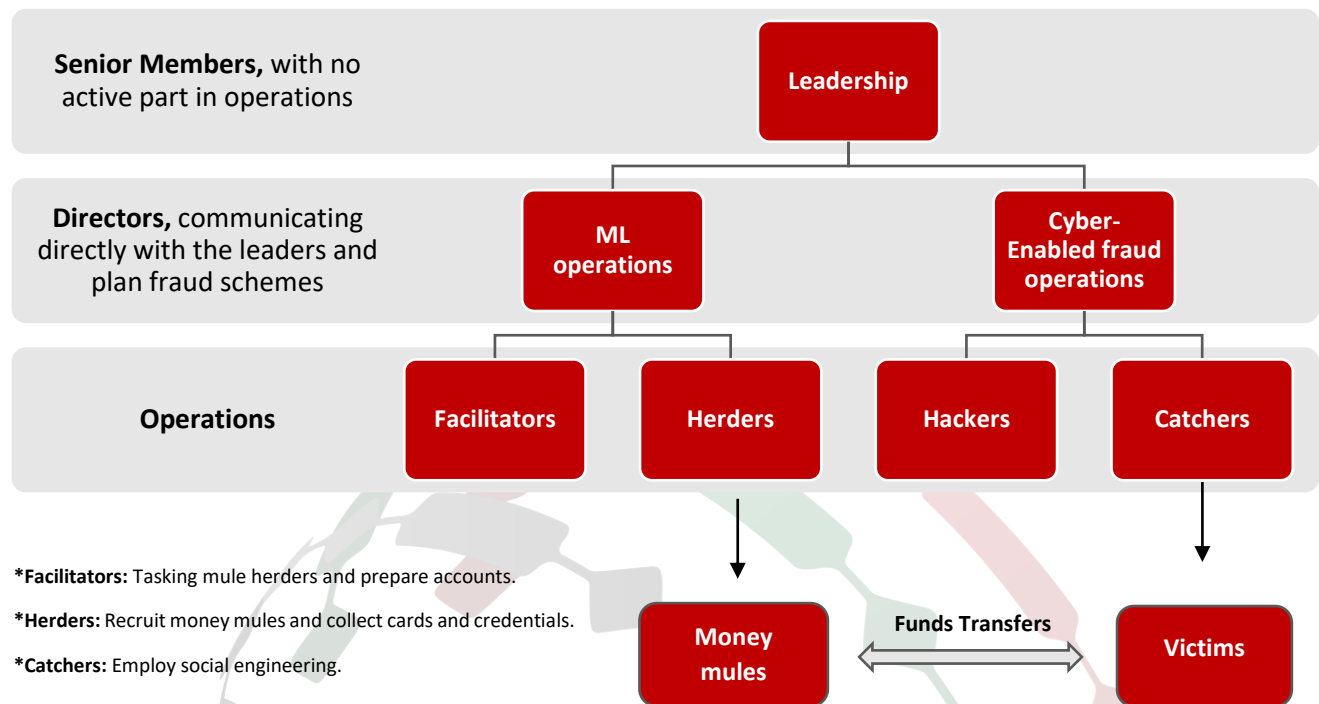 Senior Members, with no
active part in operations
Leadership
Directors, communicating
directly with the leaders and
plan fraud schemes
ML
operations
Cyber-
Enabled fraud
operations
Operations
Facilitators
Herders
Hackers
Catchers
*Facilitators: Tasking mule herders and prepare accounts.
*Herders: Recruit money mules and collect cards and credentials.
*Catchers: Employ social engineering.
Money
mules
Funds Transfers
Victims